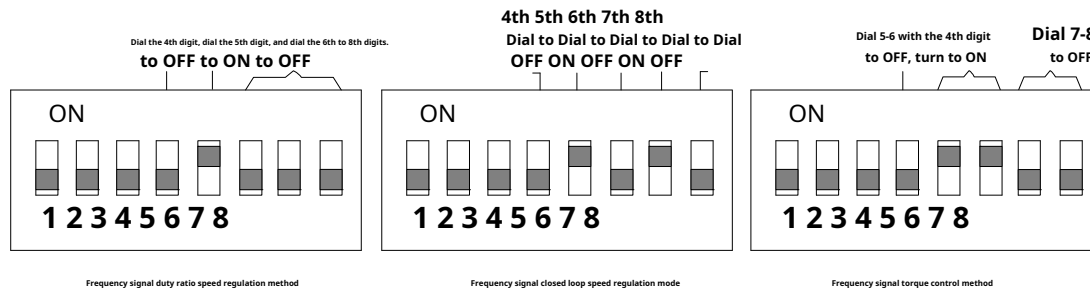 Dial the 4th digit, dial the 5th digit, and dial the 6th to 8th digits.
to OFF to ON to OFF
ON
1 2 3 4 5 6 7 8
Frequency signal duty ratio speed regulation method
4th 5th 6th 7th 8th
Dial to Dial to Dial to Dial to Dial
OFF ON OFF ON OFF
ON
1 2 3 4 5 6 7 8
Frequency signal closed loop speed regulation mode
Dial 5-6 with the 4th digit
to OFF, turn to ON
Dial 7-8
to OFF
ON
1 2 3 4 5 6 7 8
Frequency signal torque control method